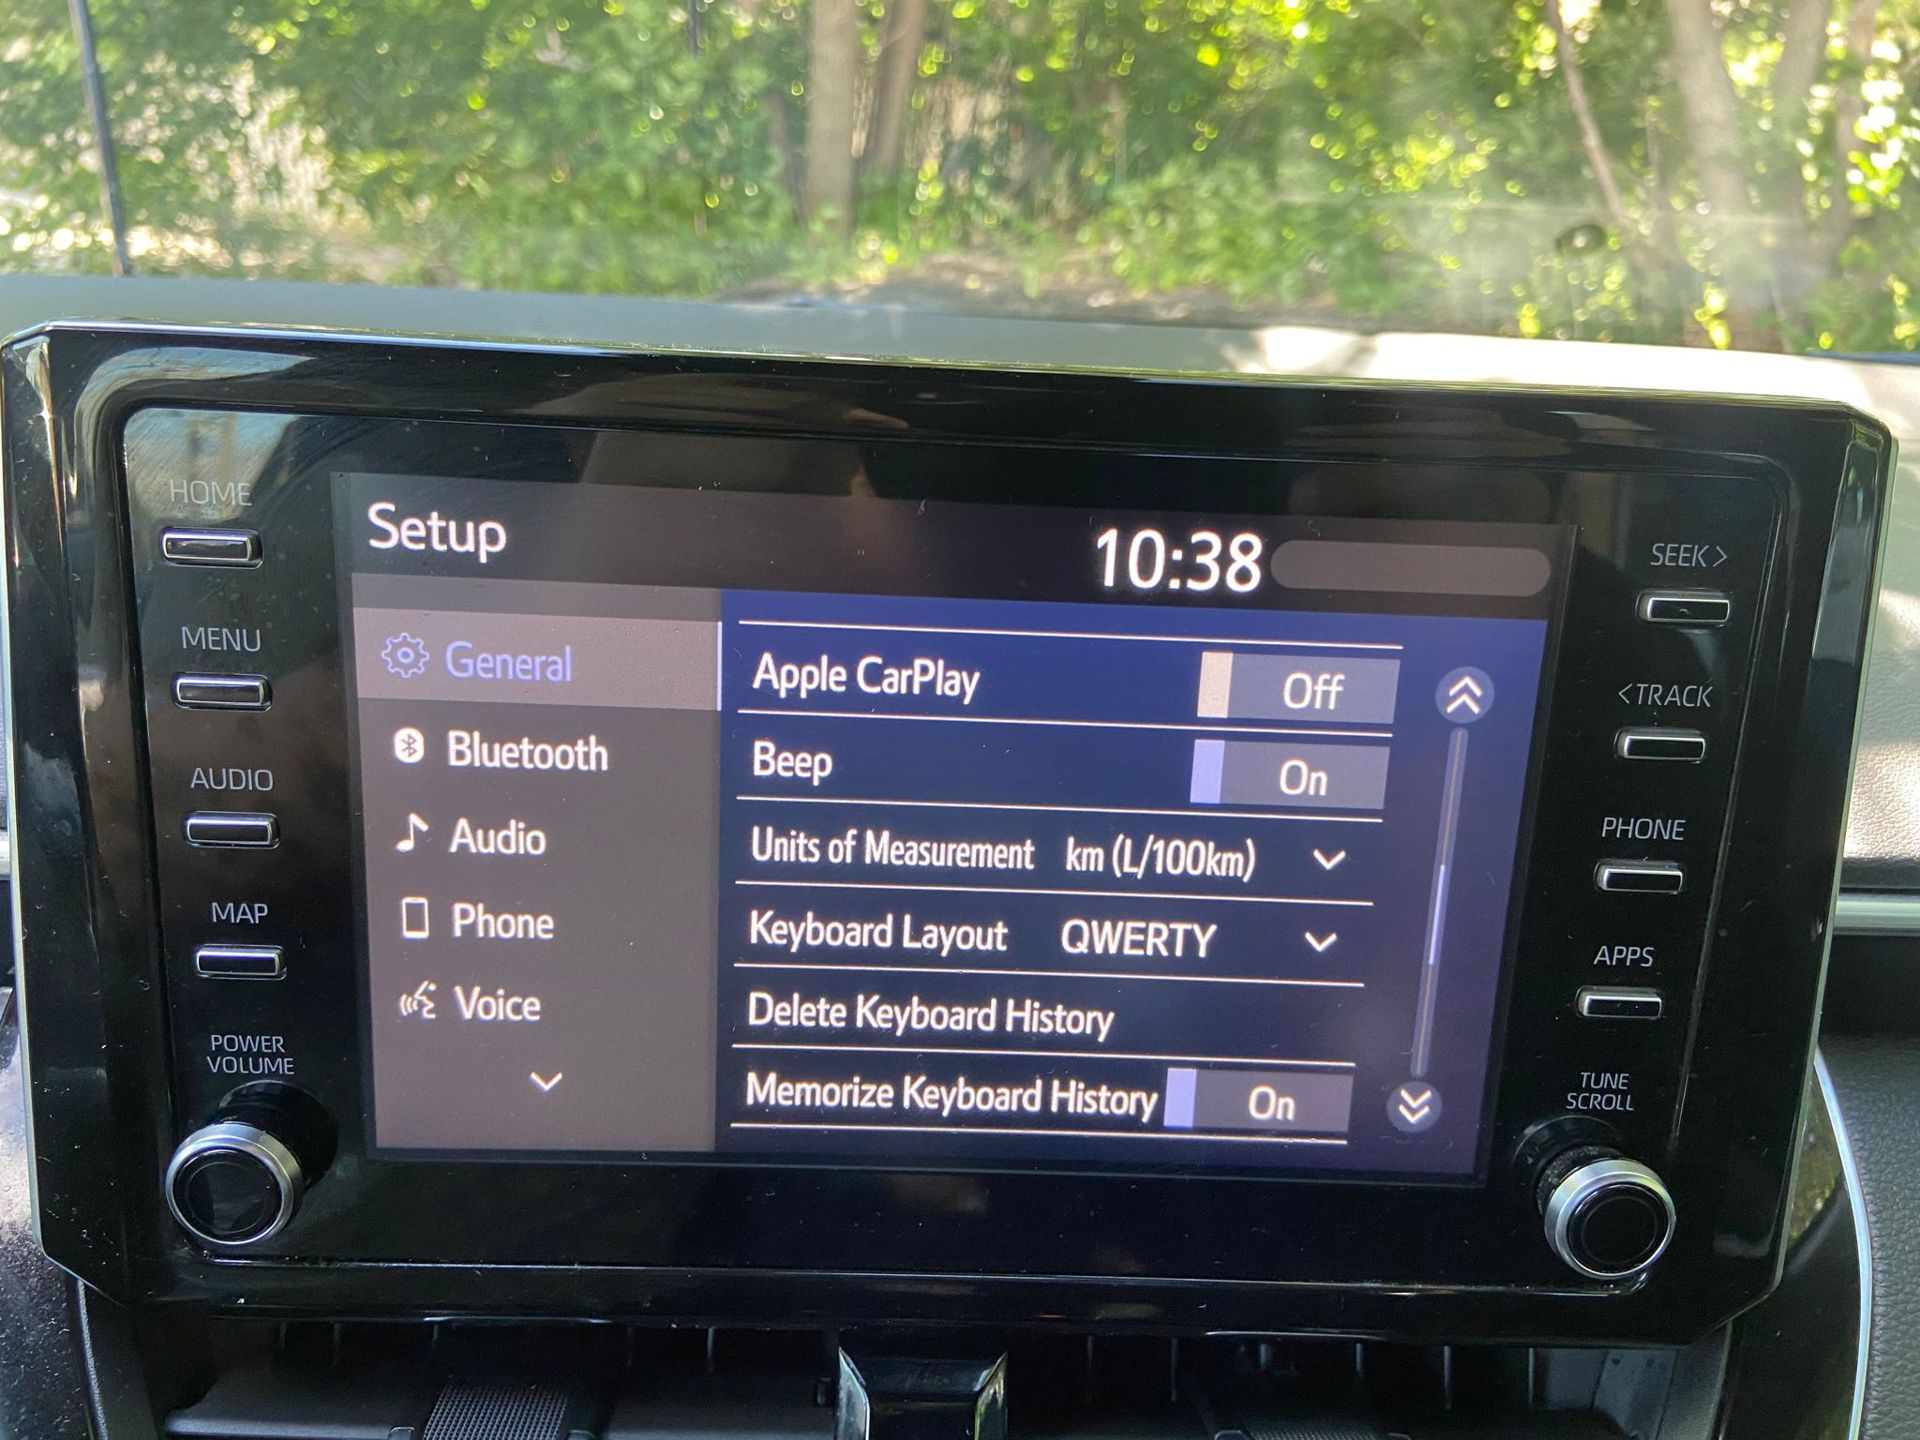 HOME
MENU
AUDIO
MAP
POWER
VOLUME
Setup
10:38
General
Bluetooth
Audio
Phone
Voice
Apple CarPlay Off
Beep On
Units of Measurement km (L/100km)
Keyboard Layout QWERTY
Delete Keyboard History
Memorize Keyboard History On
SEEK >
< TRACK
PHONE
APPS
TUNE
SCROLL